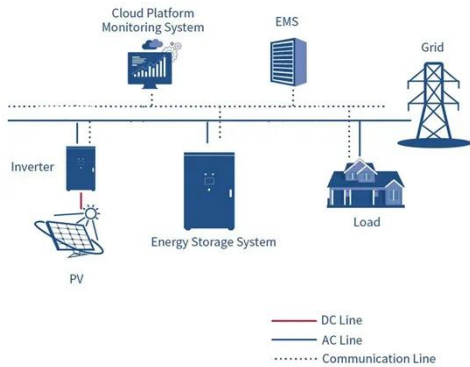 Cloud Platform
Monitoring System
EMS
Grid
Inverter
Energy Storage System
Load
PV
DC Line
AC Line
Communication Line